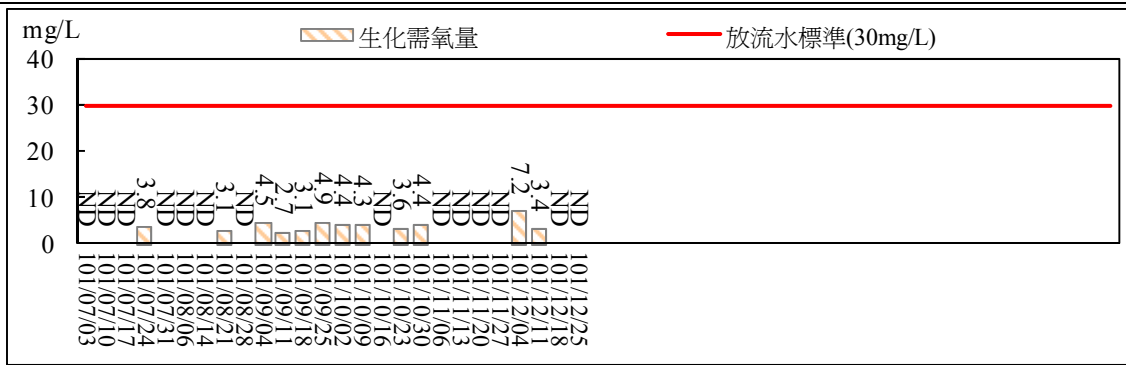 mg/L
生化需氧量
放流水標準(30mg/L)
40
30
20
10
0
ND
ND
ND
3.8
ND
ND
ND
3.1
ND
4.5
2.7
3.1
4.9
4.4
4.3
ND
3.6
4.4
ND
ND
ND
ND
7.2
3.4
ND
ND
101/07/03
101/07/10
101/07/17
101/07/24
101/07/31
101/08/06
101/08/14
101/08/21
101/08/28
101/09/04
101/09/11
101/09/18
101/09/25
101/10/02
101/10/09
101/10/16
101/10/23
101/10/30
101/11/06
101/11/13
101/11/20
101/11/27
101/12/04
101/12/11
101/12/18
101/12/25